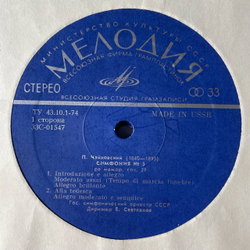 МИНИСТЕРСТВО КУЛЬТУРЫ СССР
МЕЛОДИЯ
ВСЕСОЮЗНАЯ ФИРМА ГРАМПЛАСТИНОК
СТЕРЕО 33
ВСЕСОЮЗНАЯ СТУДИЯ ГРАМЗАПИСИ
ТУ 43.10.1-74
MADE IN USSR
1 сторона
33С-01547
П. Чайковский (1840-1893)
СИМФОНИЯ № 3
ре мажор, соч. 29
1. Introduzione e allegro
Moderato assai (Tempo di marcia funebre)
Allegro brillante
2. Alla tedesca
Allegro moderato e semplice
Гос. симфонический оркестр СССР
Дирижер Е. Светланов